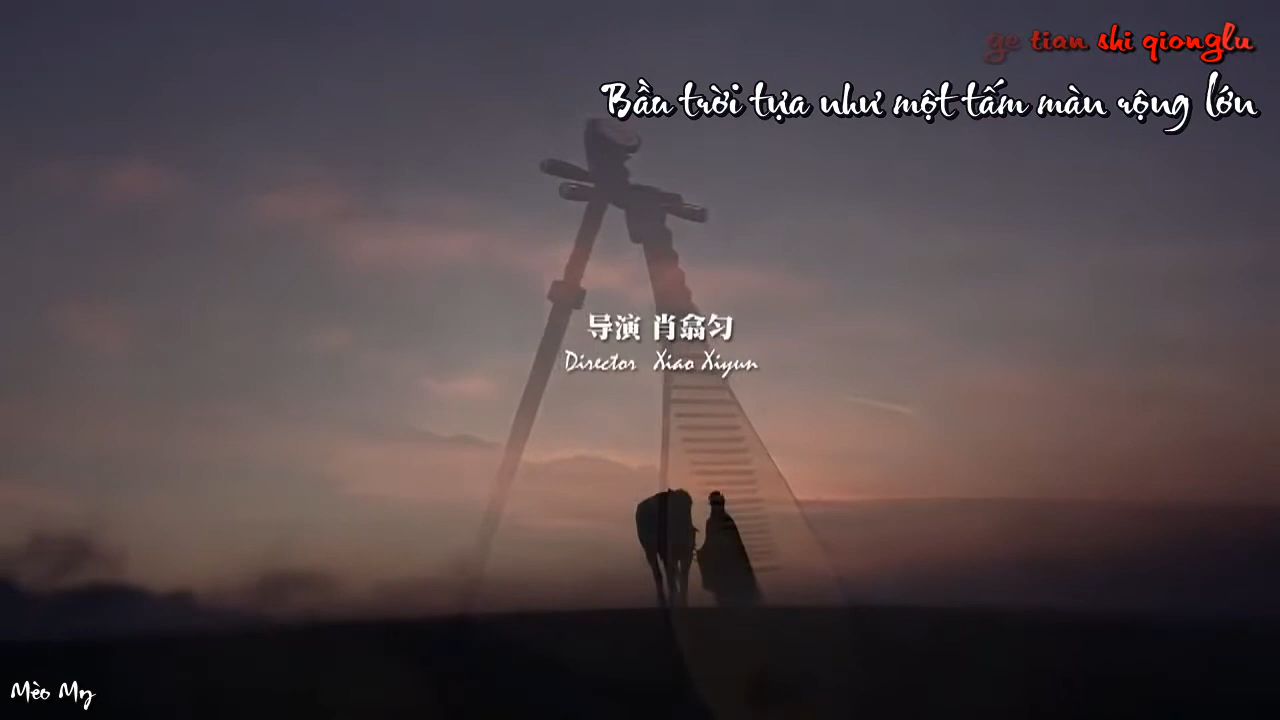 ge tian shi qionglu
Bầu trời tựa như một tấm màn rộng lớn
导演 肖翕匀
Director Xiao Xiyun
Mèo My